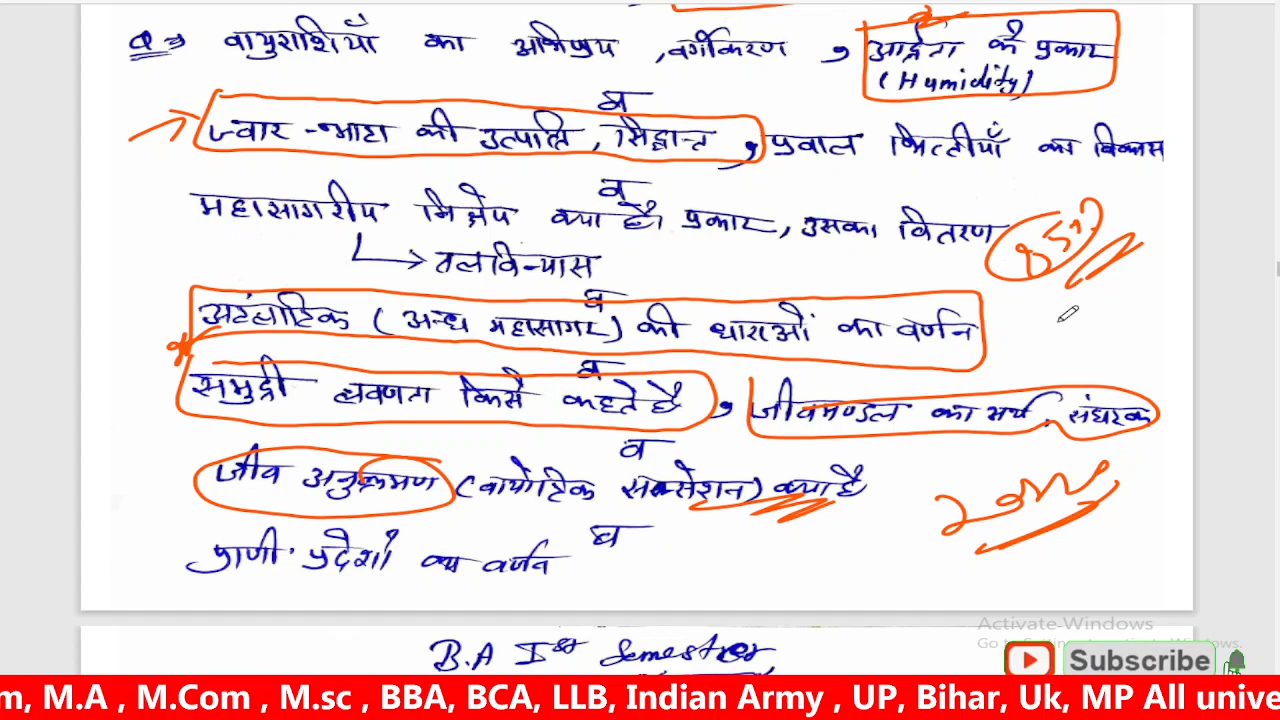 Q ⇒ वायुराशियाँ का अभिप्राय , वर्गीकरण , आर्द्रता के प्रकार
(Humidity)
व
ज्वार-भाटा की उत्पत्ति , सिद्धान्त , प्रवाल भित्तीयाँ का विकास
व
महासागरीय निक्षेप क्या है। प्रकार, उसका वितरण
85%
↳ तलविन्यास
व
अटलांटिक ( अन्ध महासागर ) की धाराओं का वर्णन
व
समुद्री लवणता किसे कहते है , जीवमण्डल का अर्थ , संघटक
व
जीव अनुक्रमण (वायोटिक सक्सेशन) क्या है
व
प्राणी प्रदेशों का वर्णन
Activate Windows
B.A Ist Semester,
Subscribe
m, M.A , M.Com , M.sc , BBA, BCA, LLB, Indian Army , UP, Bihar, Uk, MP All unive